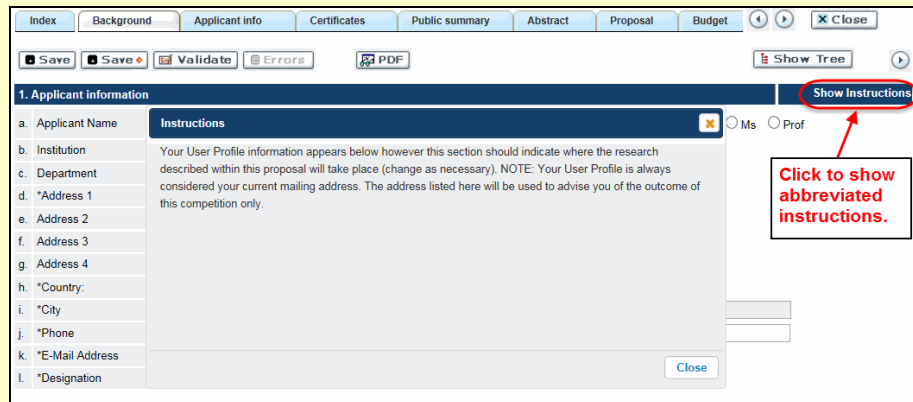 Index Background Applicant info Certificates Public summary Abstract Proposal Budget X Close
Save Save Validate Errors PDF Show Tree
1. Applicant information Show Instructions
a. Applicant Name Instructions Ms Prof
b. Institution Your User Profile information appears below however this section should indicate where the research
c. Department described within this proposal will take place (change as necessary). NOTE: Your User Profile is always
d. *Address 1 considered your current mailing address. The address listed here will be used to advise you of the outcome of
this competition only.
e. Address 2
f. Address 3
g. Address 4
h. *Country:
i. *City
j. *Phone
k. *E-Mail Address
Close
l. *Designation
Click to show
abbreviated
instructions.